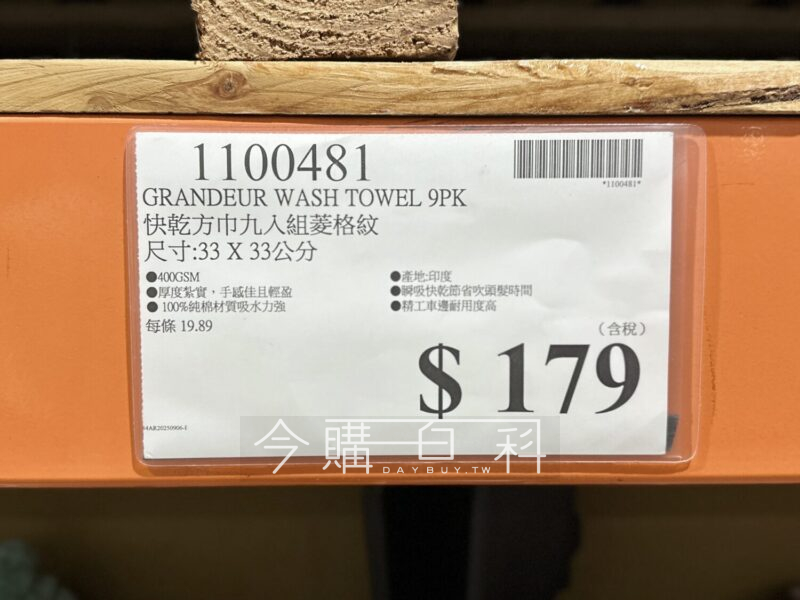 1100481
*1100481*
GRANDEUR WASH TOWEL 9PK
快乾方巾九入組菱格紋
尺寸:33 X 33公分
●400GSM
●厚度紮實，手感佳且輕盈
● 100%純棉材質吸水力強
每條 19.89
●產地:印度
●瞬吸快乾節省吹頭髮時間
●精工車邊耐用度高
（含稅）
$ 179
今購百科
DAYBUY.TW